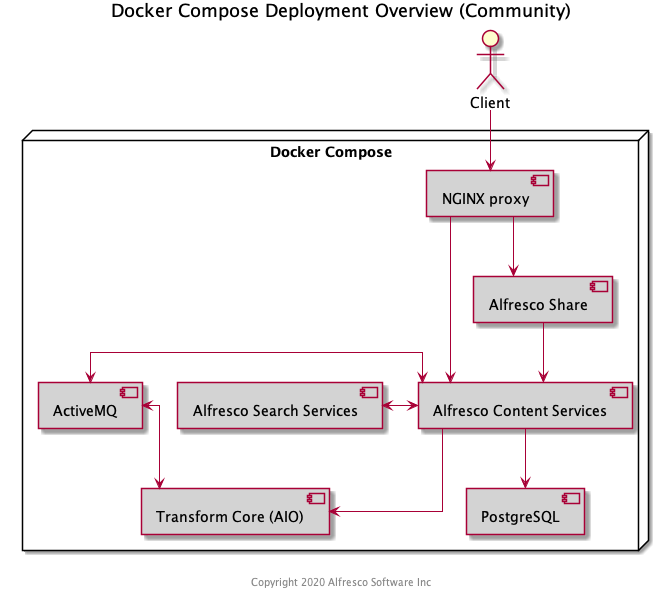 Docker Compose Deployment Overview (Community)
Client
Docker Compose
NGINX proxy
Alfresco Share
ActiveMQ
Alfresco Search Services
Alfresco Content Services
Transform Core (AIO)
PostgreSQL
Copyright 2020 Alfresco Software Inc